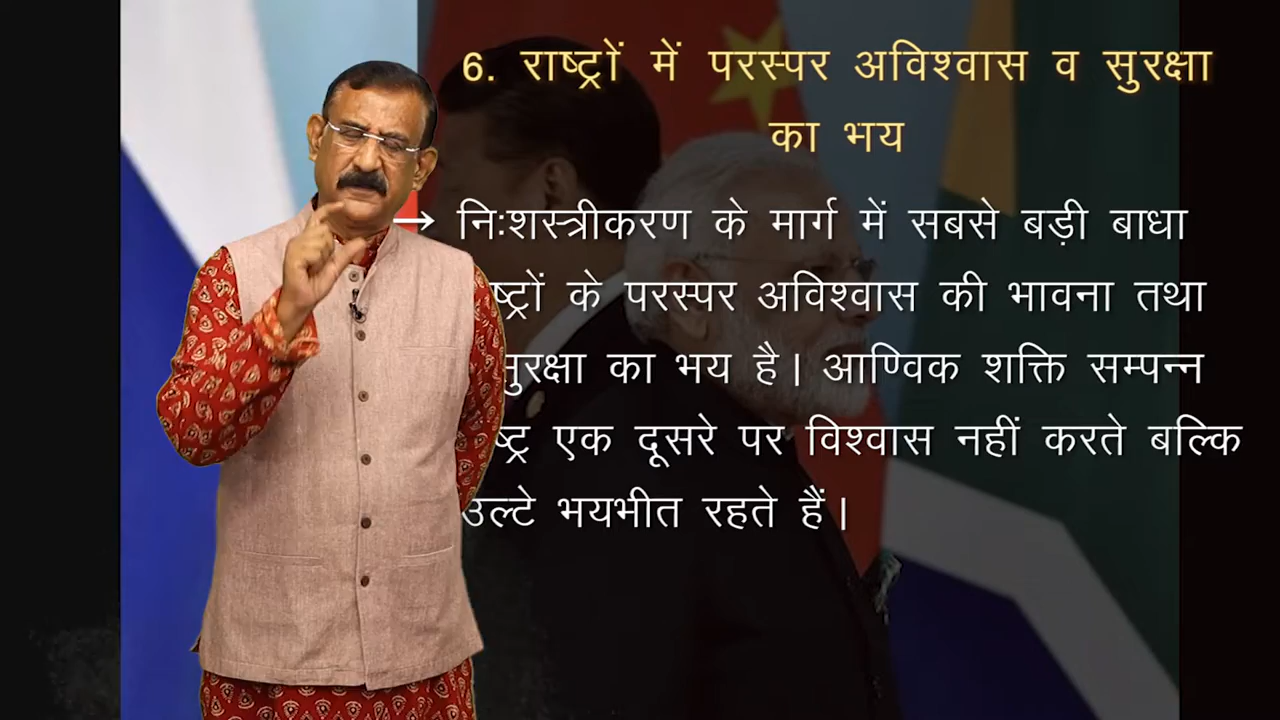 6. राष्ट्रों में परस्पर अविश्वास व सुरक्षा
का भय
→ निःशस्त्रीकरण के मार्ग में सबसे बड़ी बाधा
के परस्पर अविश्वास की भावना तथा
का भय है। आण्विक शक्ति सम्पन्न
एक दूसरे पर विश्वास नहीं करते बल्कि
उल्टे भयभीत रहते हैं।